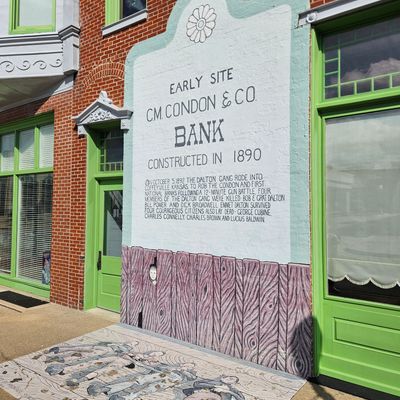 EARLY SITE
C.M. CONDON & CO.
BANK
CONSTRUCTED IN 1890
ON OCTOBER 5, 1892 THE DALTON GANG RODE INTO
COFFEYVILLE, KANSAS TO ROB THE CONDON AND FIRST
NATIONAL BANKS. FOLLOWING A 12-MINUTE GUN BATTLE, FOUR
MEMBERS OF THE DALTON GANG WERE KILLED: BOB & GRAT DALTON
BILL POWER AND DICK BROADWELL. EMMET DALTON SURVIVED
FOUR COURAGEOUS CITIZENS ALSO LAY DEAD: GEORGE CUBINE,
CHARLES CONNELLY, CHARLES BROWN AND LUCIUS BALDWIN.